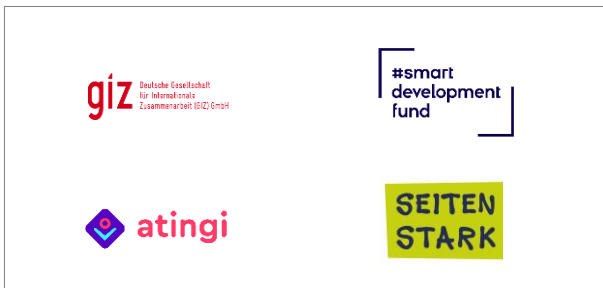 giz
Deutsche Gesellschaft
für Internationale
Zusammenarbeit (GIZ) GmbH
#smart
development
fund
atingi
SEITEN
STARK